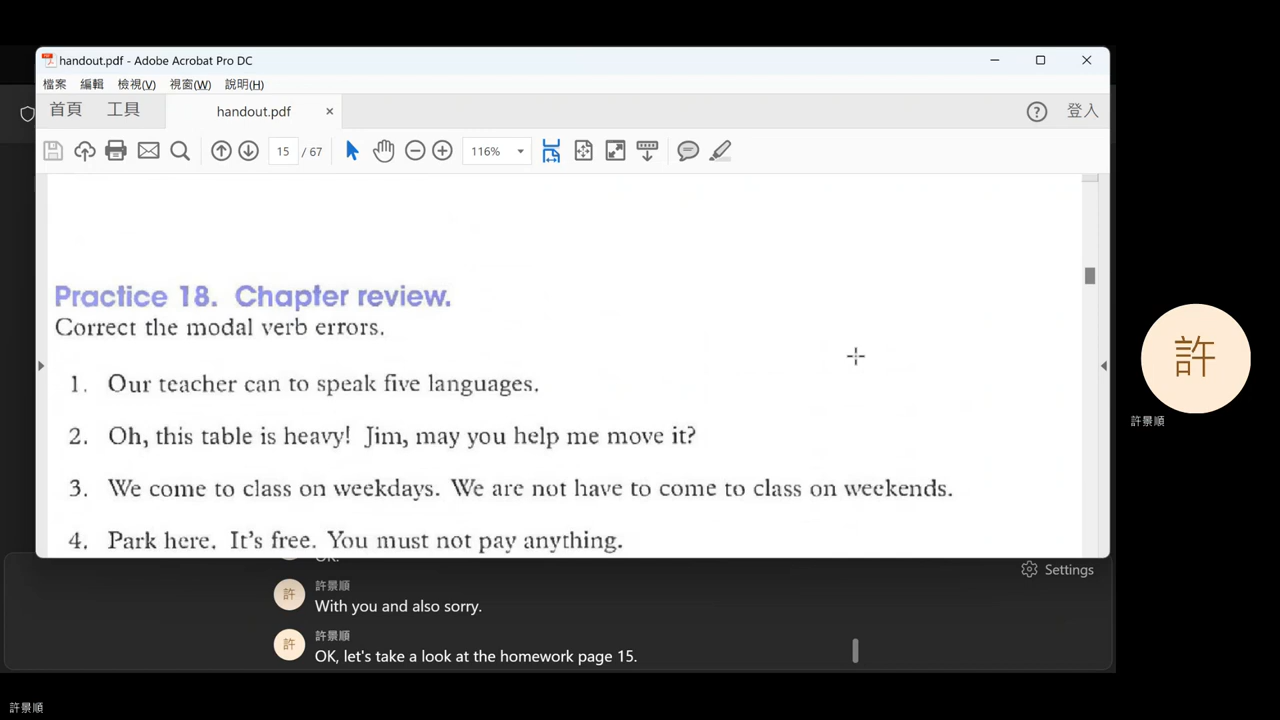 handout.pdf - Adobe Acrobat Pro DC
檔案 編輯 檢視(V) 視窗(W) 說明(H)
首頁 工具 handout.pdf × 登入
15 / 67 116%
Practice 18. Chapter review.
Correct the modal verb errors.
1. Our teacher can to speak five languages.
2. Oh, this table is heavy! Jim, may you help me move it?
3. We come to class on weekdays. We are not have to come to class on weekends.
4. Park here. It's free. You must not pay anything.
許
許景順
OK.
Settings
許 許景順
With you and also sorry.
許 許景順
OK, let's take a look at the homework page 15.
許景順